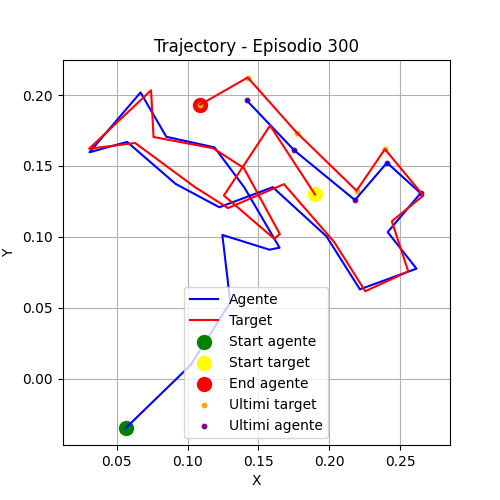 Trajectory - Episodio 300
0.20
0.15
0.10
0.05
0.00
Y
Agente
Target
Start agente
Start target
End agente
Ultimi target
Ultimi agente
0.05 0.10 0.15 0.20 0.25
X